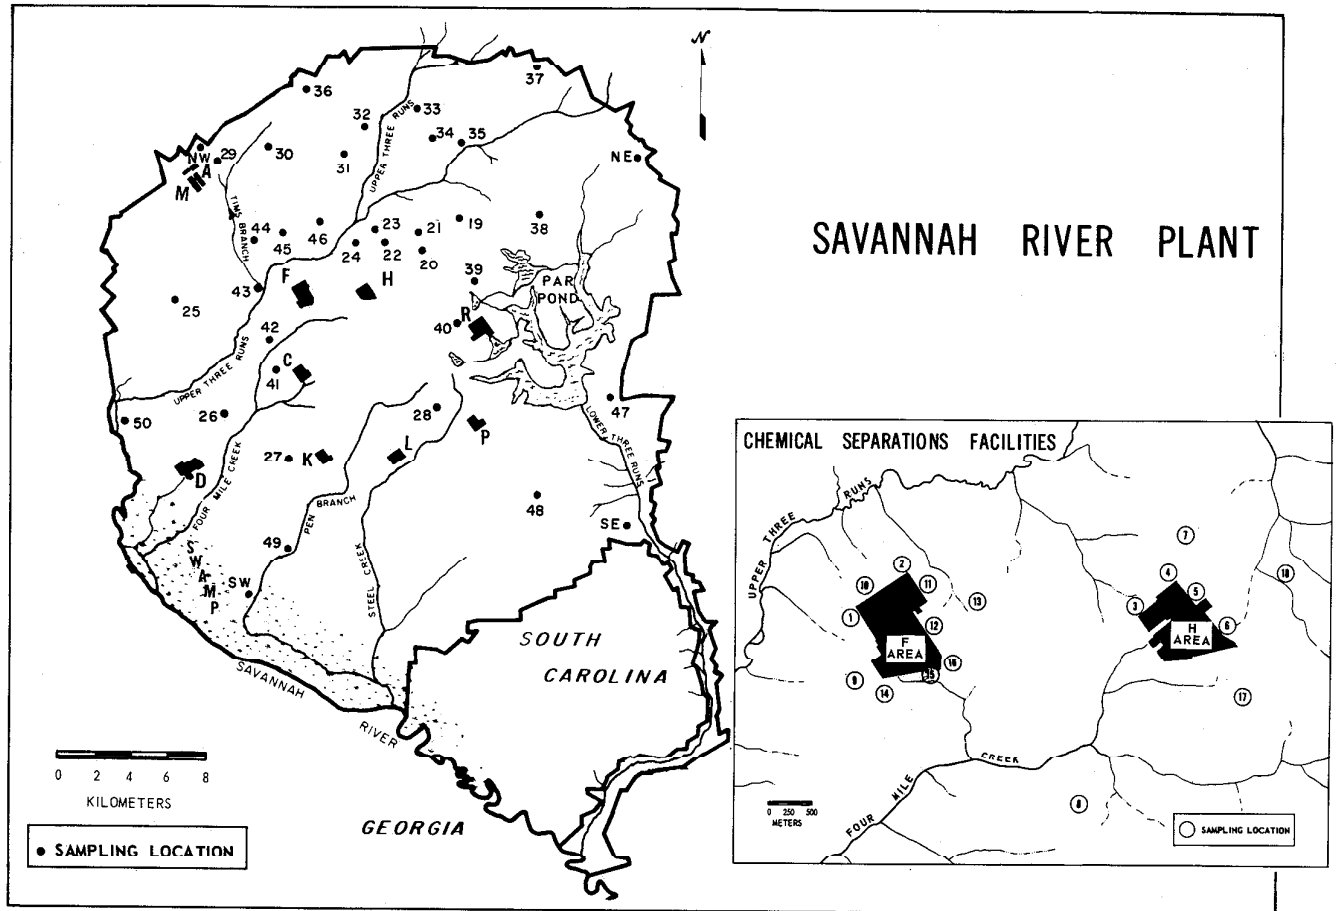 N
37
36
33
32
34
35
NW
29
30
31
NE
A
M
UPPER THREE RUNS
TIMS BRANCH
SAVANNAH RIVER PLANT
44
45
46
23
21
19
38
24
22
20
39
F
H
43
25
PAR
POND
R
40
42
C
41
UPPER THREE RUNS
26
50
28
47
LOWER THREE RUNS
P
L
K
27
D
FOUR MILE CREEK
PEN BRANCH
48
SE
49
STEEL CREEK
SWAMP
SW
SOUTH
CAROLINA
SAVANNAH
RIVER
GEORGIA
0 2 4 6 8
KILOMETERS
● SAMPLING LOCATION
CHEMICAL SEPARATIONS FACILITIES
UPPER THREE RUNS
7
2
4
10
11
5
18
13
3
1
12
6
F
AREA
H
AREA
16
15
9
14
17
FOUR MILE CREEK
8
0 250 500
METERS
SAMPLING LOCATION